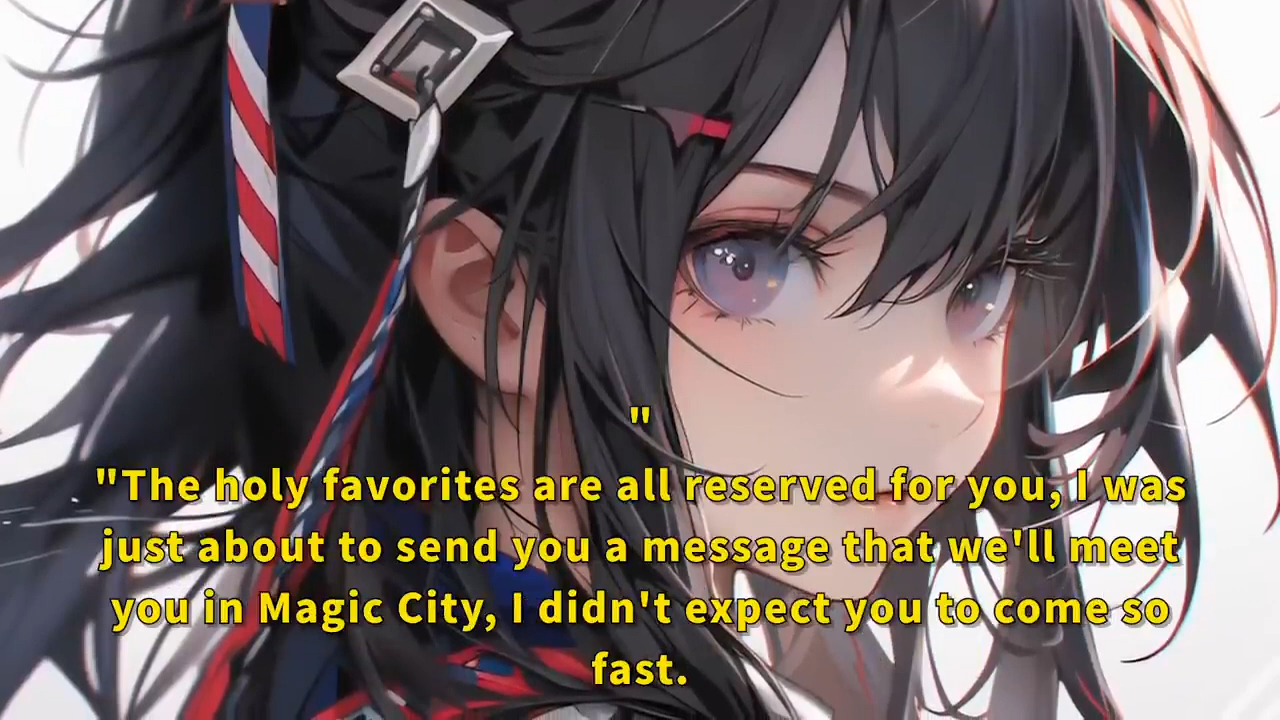 "
"The holy favorites are all reserved for you, I was
just about to send you a message that we'll meet
you in Magic City, I didn't expect you to come so
fast.